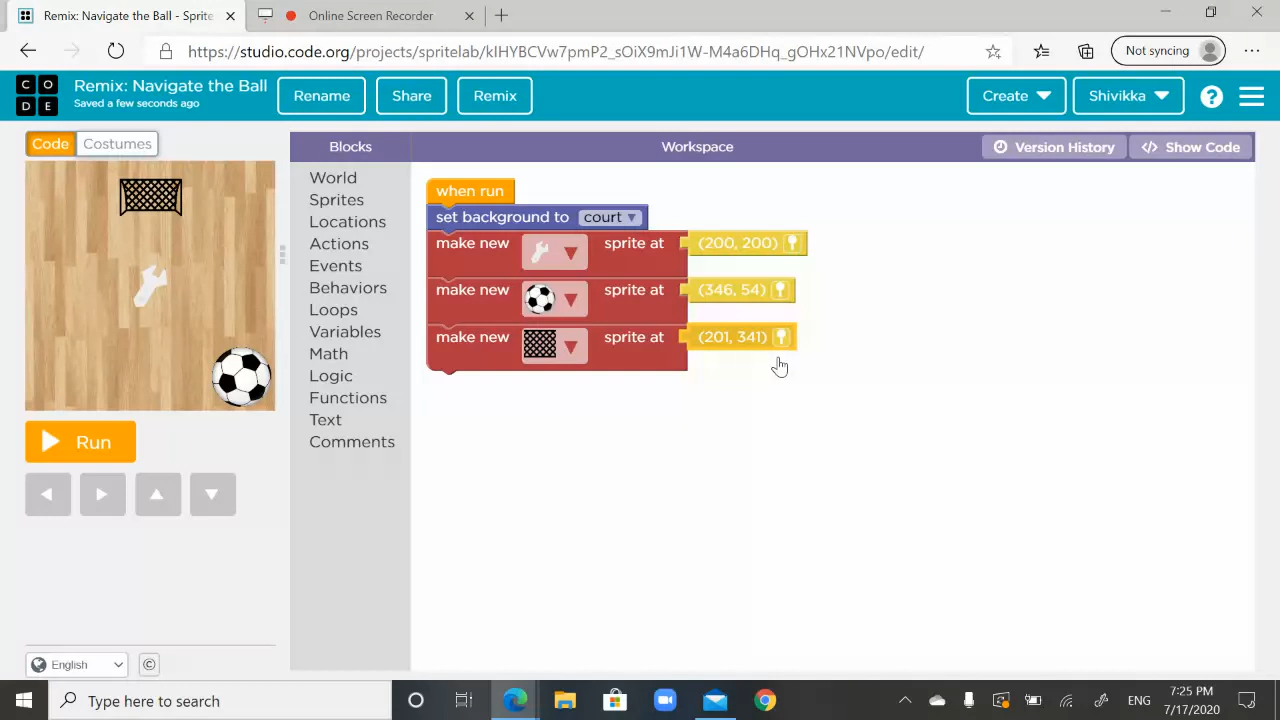 Remix: Navigate the Ball - Sprite
Online Screen Recorder
https://studio.code.org/projects/spritelab/kIHYBCVw7pmP2_sOiX9mJi1W-M4a6DHq_gOHx21NVpo/edit/
Not syncing
C O
D E
Remix: Navigate the Ball
Saved a few seconds ago
Rename
Share
Remix
Create
Shivikka
?
Code
Costumes
Blocks
Workspace
Version History
</> Show Code
World
Sprites
Locations
Actions
Events
Behaviors
Loops
Variables
Math
Logic
Functions
Text
Comments
when run
set background to court
make new sprite at (200, 200)
make new sprite at (346, 54)
make new sprite at (201, 341)
Run
English
©
Type here to search
ENG
7:25 PM
7/17/2020